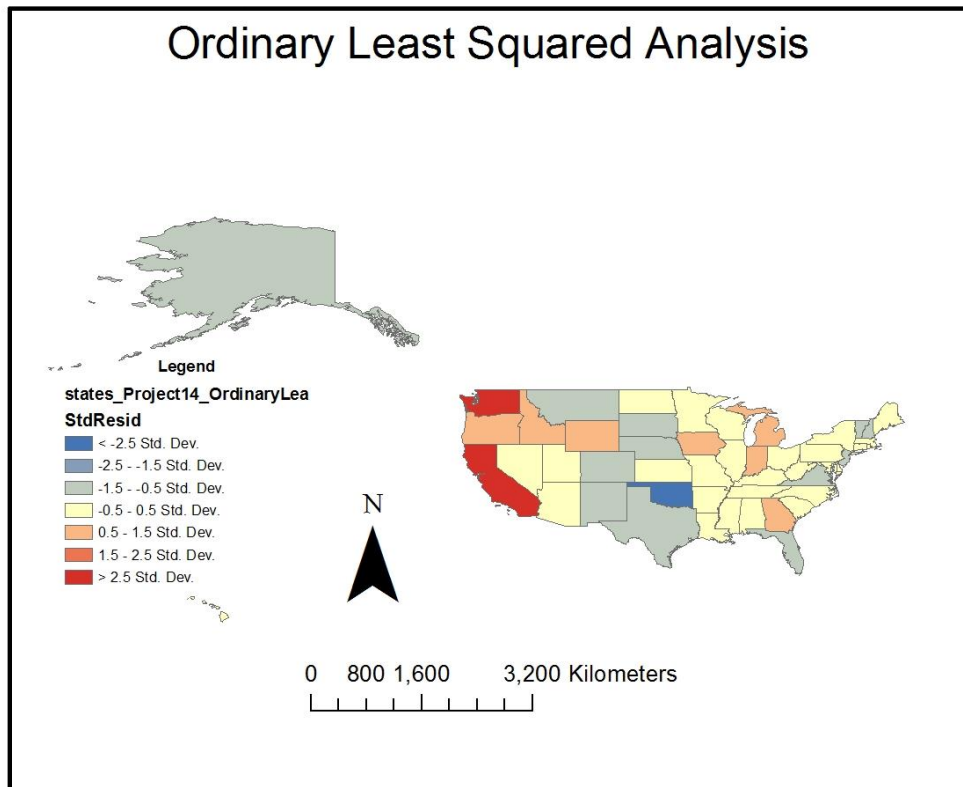 Ordinary Least Squared Analysis
Legend
states_Project14_OrdinaryLea
StdResid
< -2.5 Std. Dev.
-2.5 - -1.5 Std. Dev.
-1.5 - -0.5 Std. Dev.
-0.5 - 0.5 Std. Dev.
0.5 - 1.5 Std. Dev.
1.5 - 2.5 Std. Dev.
> 2.5 Std. Dev.
N
0 800 1,600 3,200 Kilometers